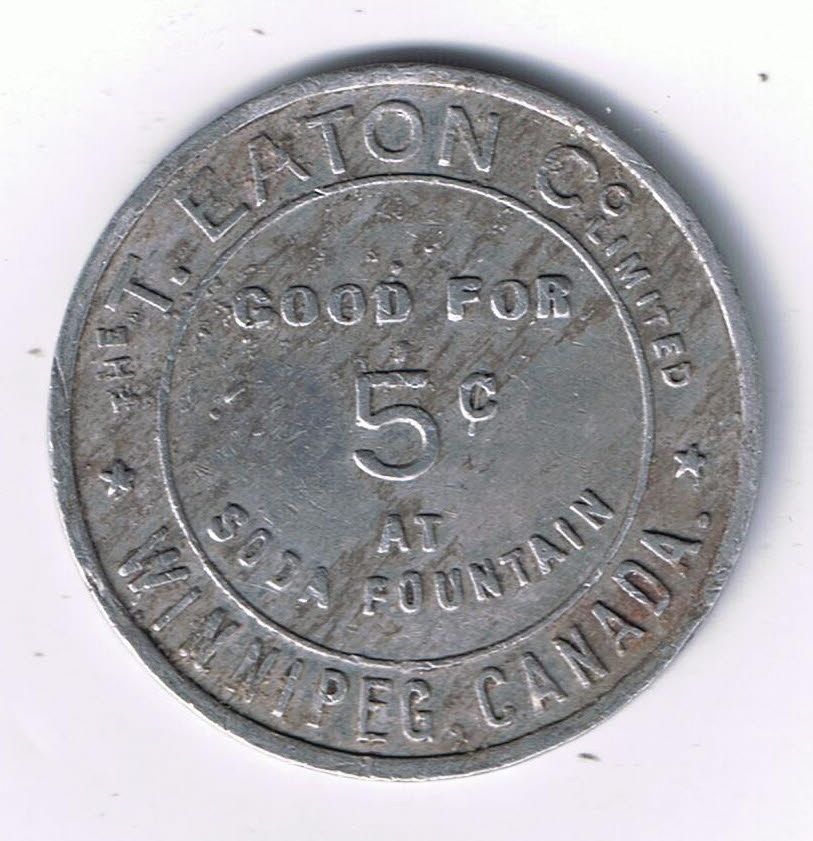 THE T. EATON Cº LIMITED
GOOD FOR
5¢
AT
SODA FOUNTAIN
★ WINNIPEG, CANADA. ★